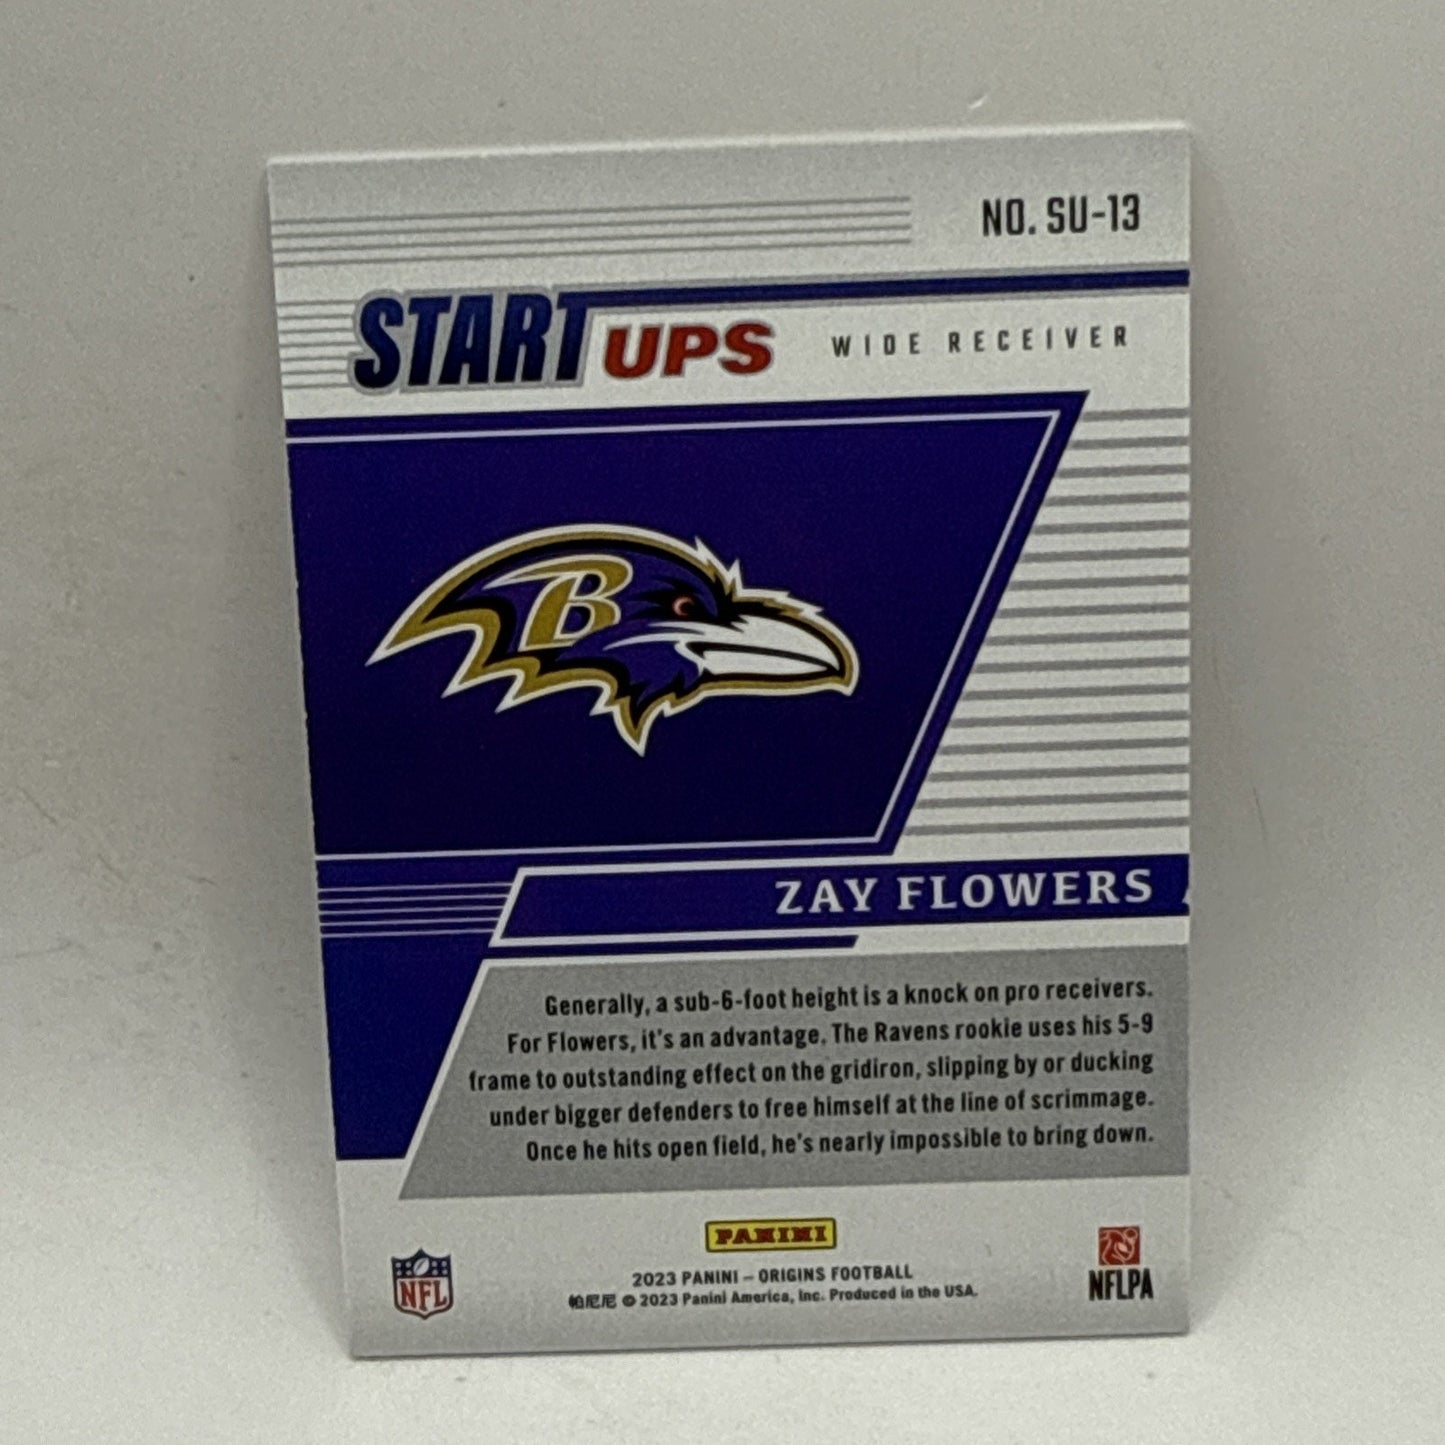 NO. SU-13
START UPS
WIDE RECEIVER
B
ZAY FLOWERS
Generally, a sub-6-foot height is a knock on pro receivers.
For Flowers, it's an advantage. The Ravens rookie uses his 5-9
frame to outstanding effect on the gridiron, slipping by or ducking
under bigger defenders to free himself at the line of scrimmage.
Once he hits open field, he's nearly impossible to bring down.
PANINI
NFL
2023 PANINI – ORIGINS FOOTBALL
帕尼尼 © 2023 Panini America, Inc. Produced in the USA.
NFLPA